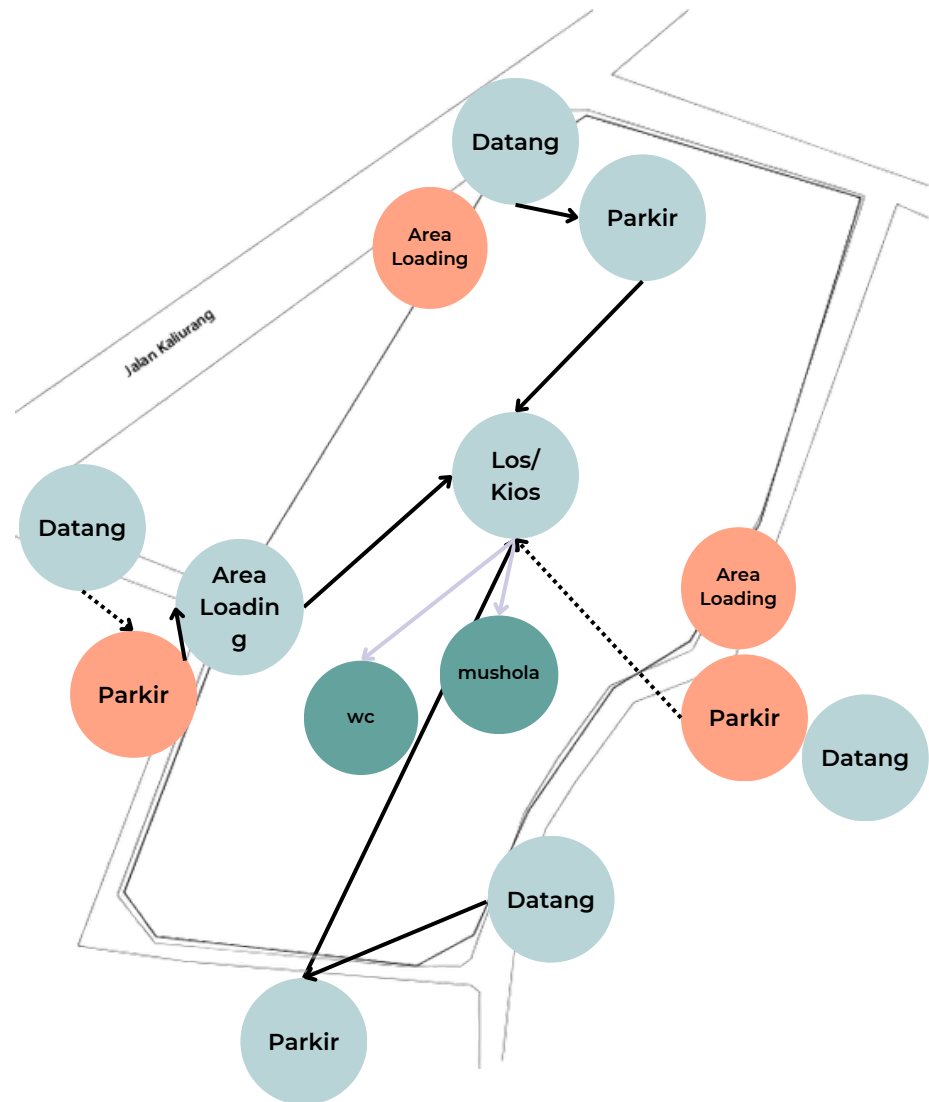 Datang
Parkir
Area
Loading
Jalan Kaliurang
Los/
Kios
Datang
Area
Loadin
g
Area
Loading
Parkir
mushola
wc
Parkir
Datang
Datang
Parkir